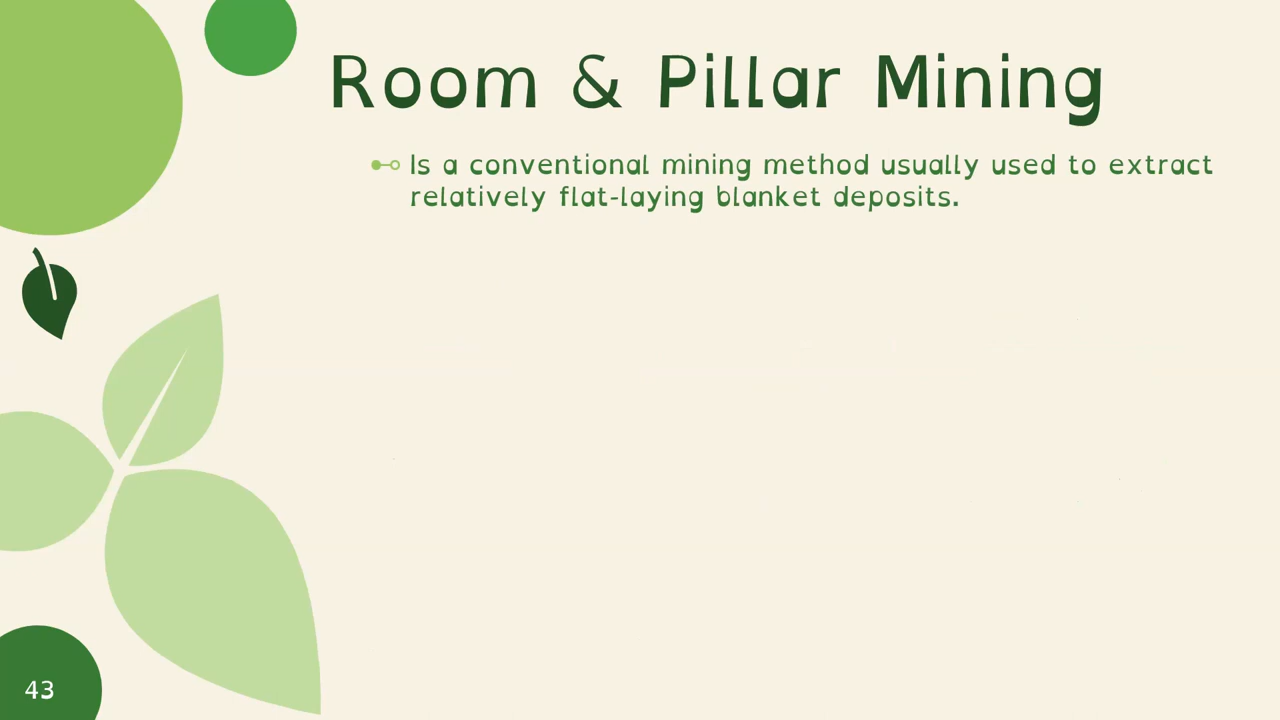 Room & Pillar Mining
Is a conventional mining method usually used to extract
relatively flat-laying blanket deposits.
43